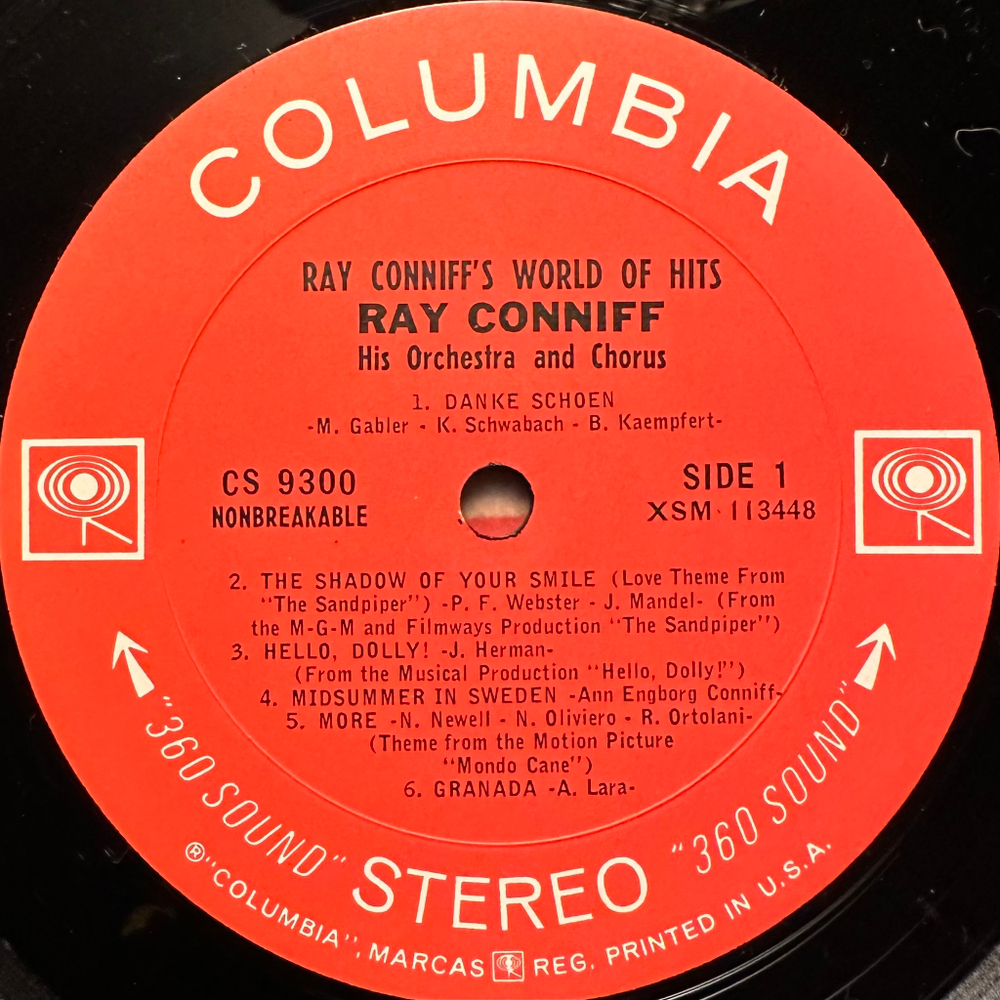 COLUMBIA
RAY CONNIFF'S WORLD OF HITS
RAY CONNIFF
His Orchestra and Chorus
1. DANKE SCHOEN
-M. Gabler - K. Schwabach - B. Kaempfert-
CS 9300
NONBREAKABLE
SIDE 1
XSM 113448
2. THE SHADOW OF YOUR SMILE (Love Theme From
"The Sandpiper") -P. F. Webster - J. Mandel- (From
the M-G-M and Filmways Production "The Sandpiper")
3. HELLO, DOLLY! -J. Herman-
(From the Musical Production "Hello, Dolly!")
4. MIDSUMMER IN SWEDEN -Ann Engborg Conniff-
5. MORE -N. Newell - N. Oliviero - R. Ortolani-
(Theme from the Motion Picture
"Mondo Cane")
6. GRANADA -A. Lara-
"360 SOUND" STEREO "360 SOUND"
® "COLUMBIA", MARCAS REG. PRINTED IN U.S.A.